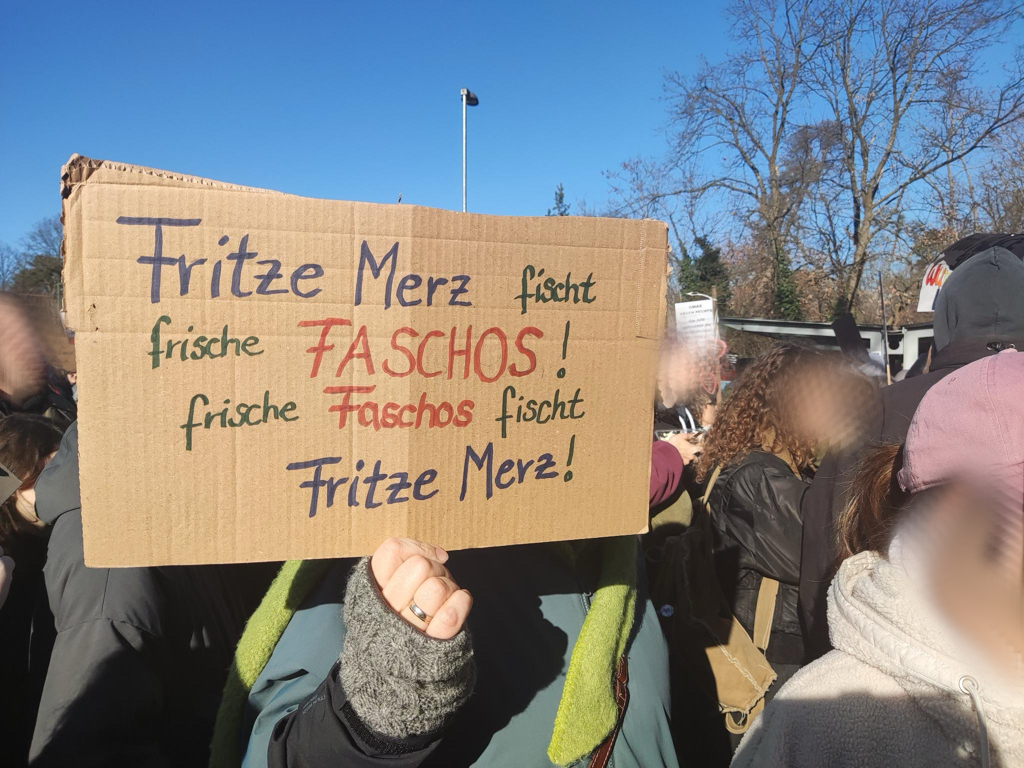 Fritze Merz fischt
frische FASCHOS!
frische Faschos fischt
Fritze Merz!